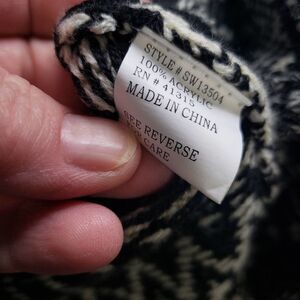 STYLE # SW13504
100% ACRYLIC
RN # 41315
MADE IN CHINA
SEE REVERSE
CARE